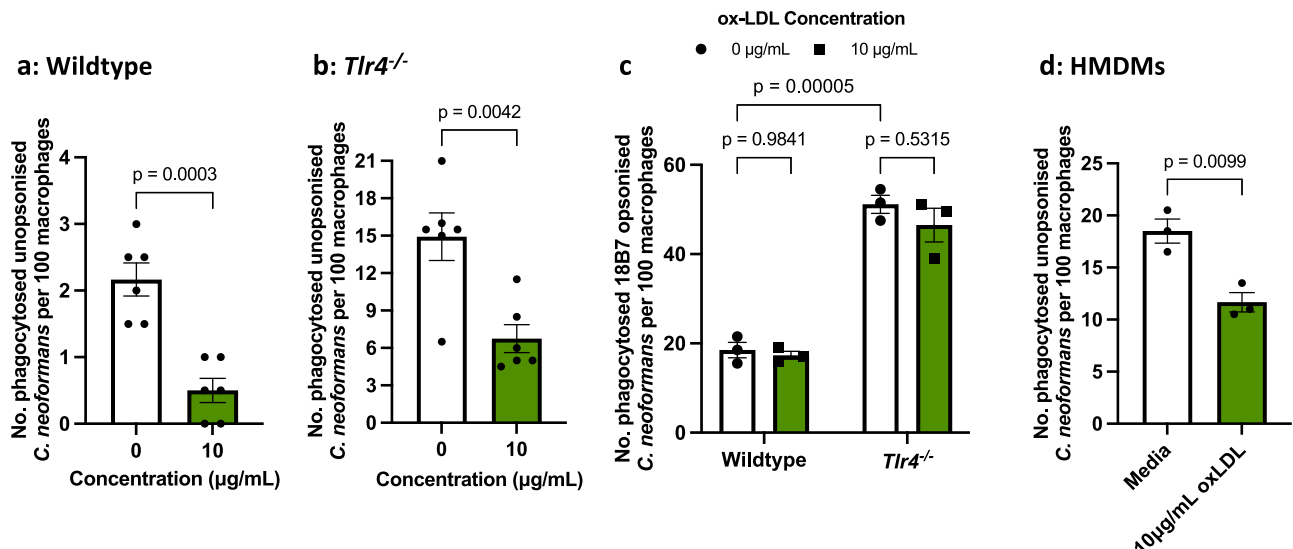 ox-LDL Concentration
0 µg/mL 10 µg/mL
a: Wildtype
No. phagocytosed unopsonised
C. neoformans per 100 macrophages
p = 0.0003
4
3
2
1
0
0 10
Concentration (µg/mL)
b: Tlr4-/-
No. phagocytosed unopsonised
C. neoformans per 100 macrophages
p = 0.0042
21
18
15
12
9
6
3
0
0 10
Concentration (µg/mL)
c
No. phagocytosed 18B7 opsonised
C. neoformans per 100 macrophages
p = 0.00005
p = 0.9841 p = 0.5315
60
40
20
0
Wildtype Tlr4-/-
d: HMDMs
No. phagocytosed unopsonised
C. neoformans per 100 macrophages
p = 0.0099
25
20
15
10
5
0
Media
10µg/mL oxLDL